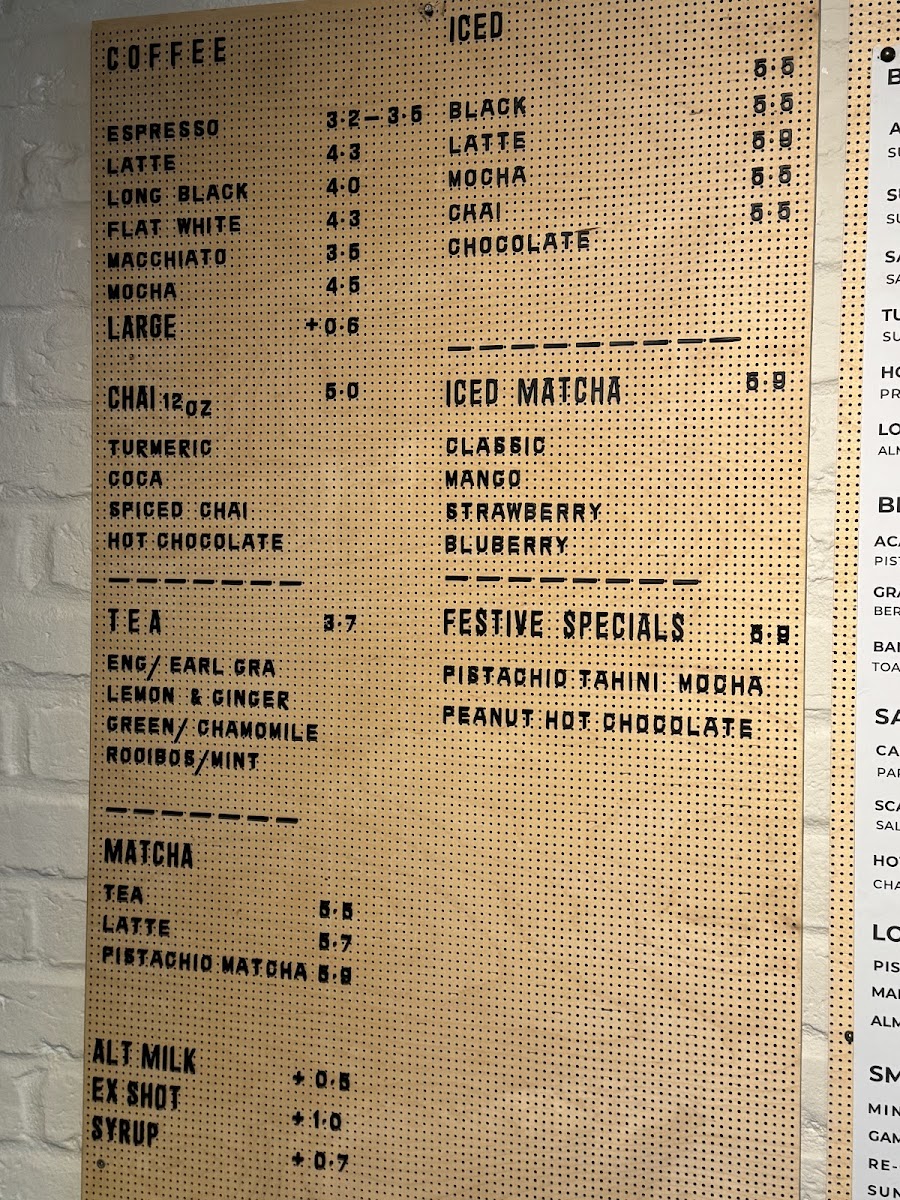 COFFEE
ESPRESSO 3·2–3·5
LATTE 4·3
LONG BLACK 4·0
FLAT WHITE 4·3
MACCHIATO 3·5
MOCHA 4·5
LARGE +0·6
CHAI 12OZ 5·0
TURMERIC
COCA
SPICED CHAI
HOT CHOCOLATE
TEA 3·7
ENG/ EARL GRA
LEMON & GINGER
GREEN/ CHAMOMILE
ROOIBOS/MINT
MATCHA
TEA 5·5
LATTE 5·7
PISTACHIO MATCHA 5·9
ALT MILK + 0·5
EX SHOT + 1·0
SYRUP + 0·7
ICED
BLACK 5·5
LATTE 5·5
MOCHA 5·9
CHAI 5·5
CHOCOLATE 5·5
ICED MATCHA 5 9
CLASSIC
MANGO
STRAWBERRY
BLUBERRY
FESTIVE SPECIALS 5·9
PISTACHIO TAHINI MOCHA
PEANUT HOT CHOCOLATE